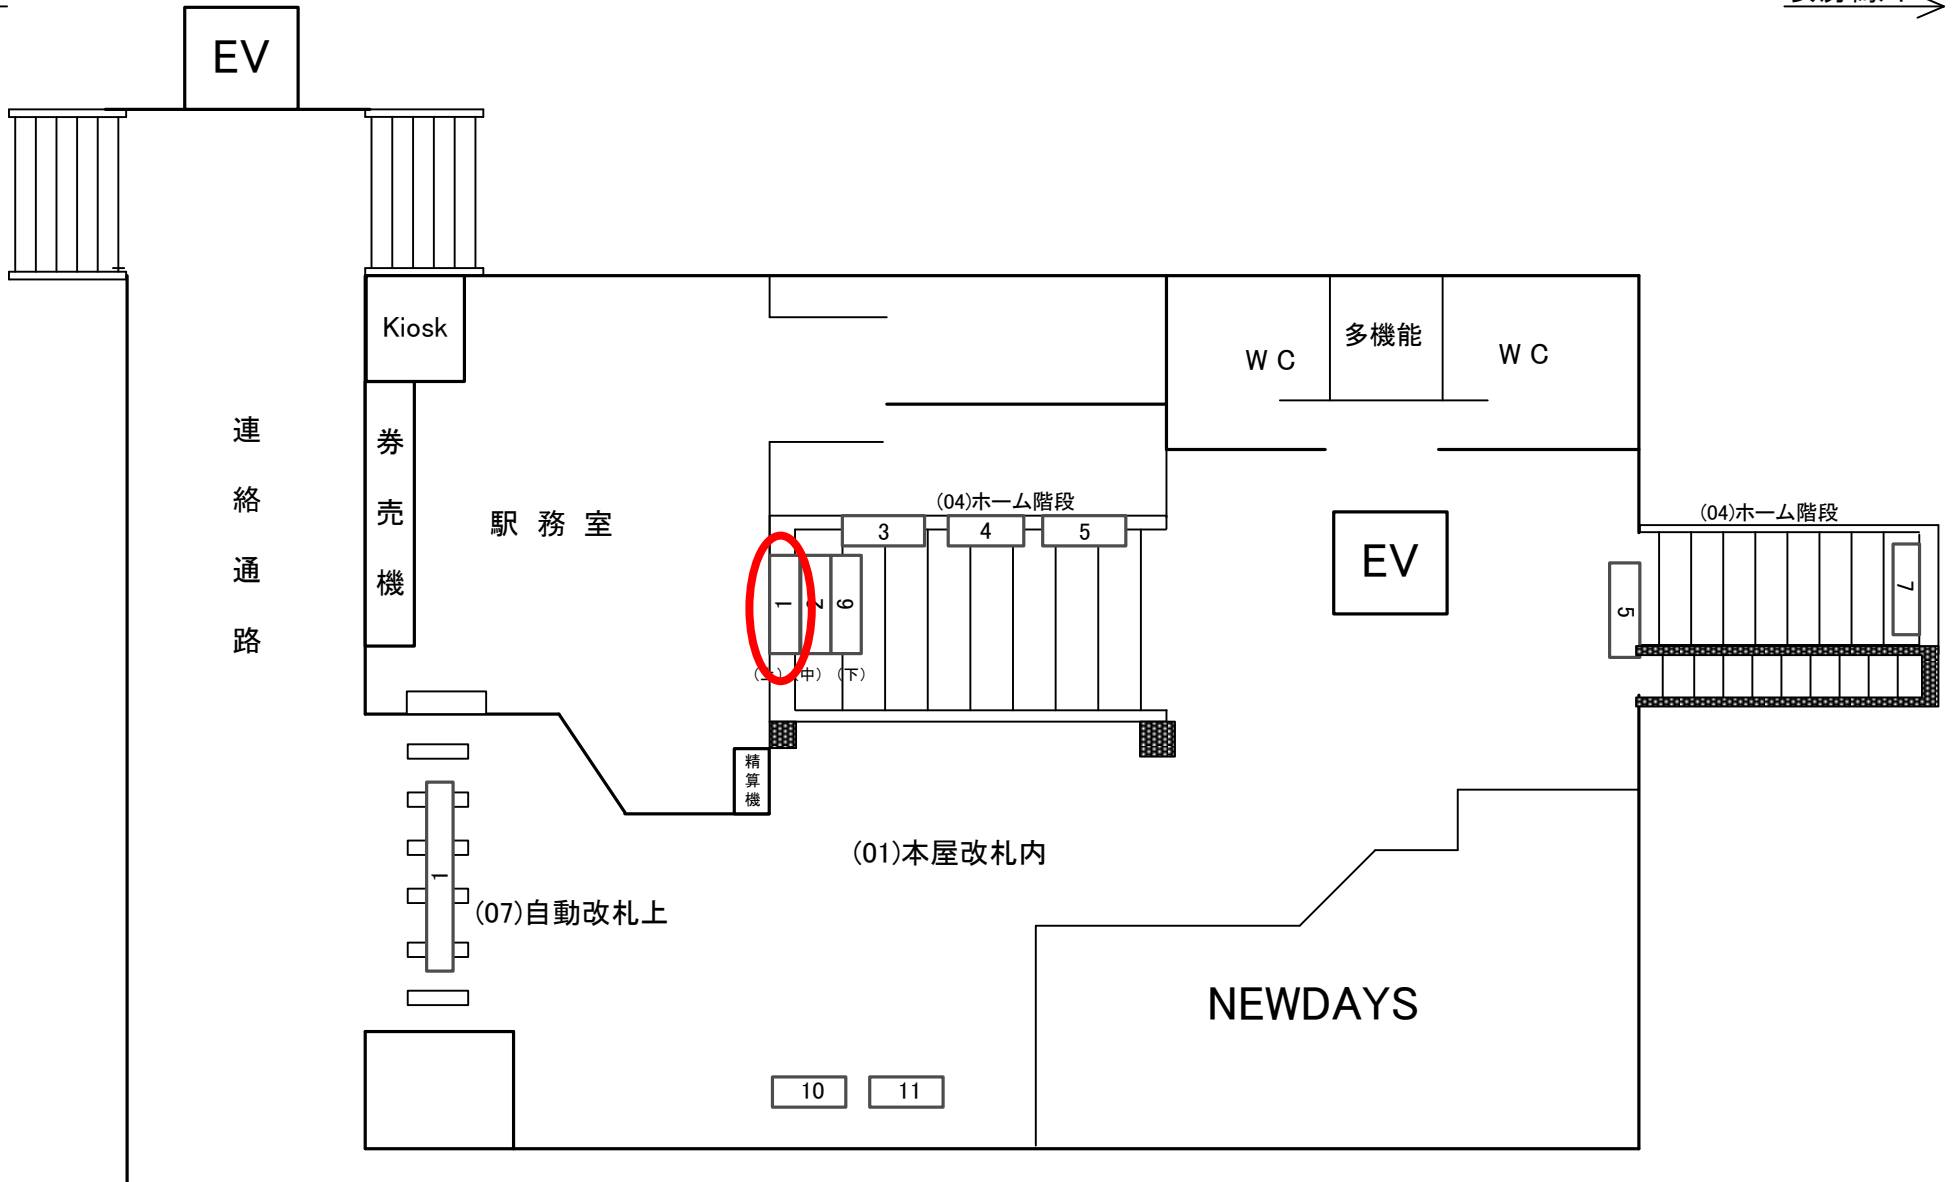 EV
Kiosk
多機能
W C
W C
連絡通路
券売機
駅務室
(04)ホーム階段
(04)ホーム階段
3
4
5
EV
1
2
6
5
7
(中)
(下)
精算機
(01)本屋改札内
1
(07)自動改札上
NEWDAYS
10
11